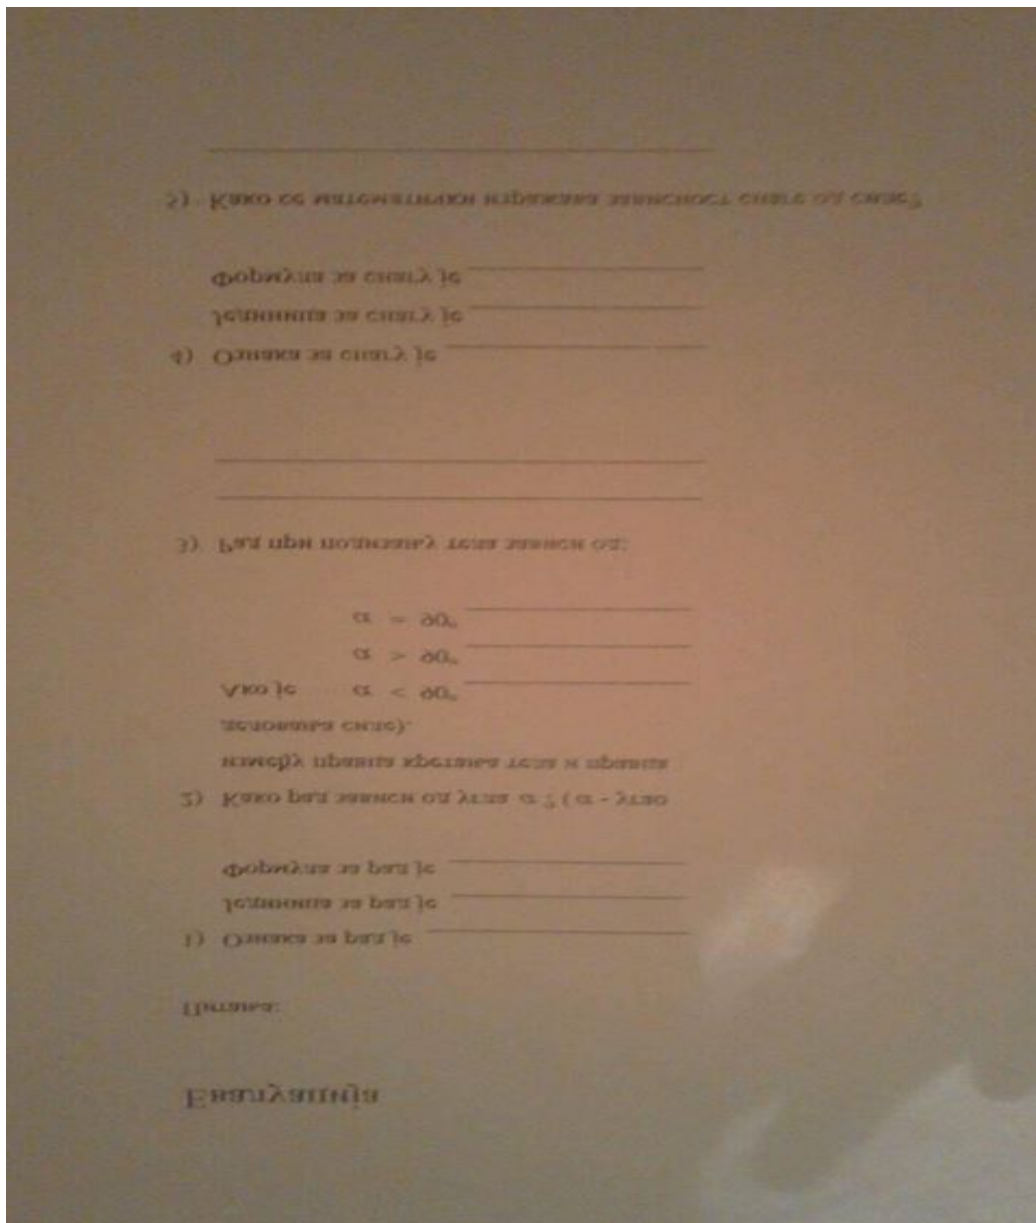 Евалуација
Питања:
1) Ознака за рад је
Јединица за рад је
Формула за рад је
2) Како рад зависи од угла α ? ( α - угао
између правца кретања тела и правца
деловања силе).
Ако је α < 90°
α > 90°
α = 90°
3) Рад при подизању тела зависи од:
4) Ознака за снагу је
Јединица за снагу је
Формула за снагу је
5) Како се математички изражава зависност снаге од силе?